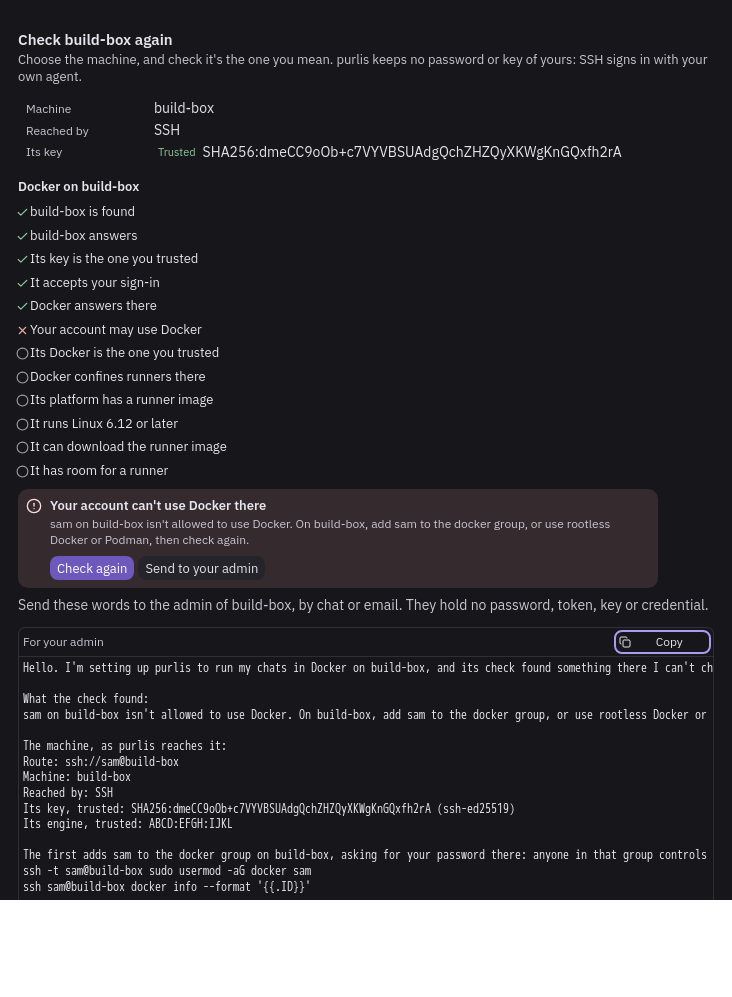 Check build-box again
Choose the machine, and check it's the one you mean. purlis keeps no password or key of yours: SSH signs in with your
own agent.
Machine build-box
Reached by SSH
Its key Trusted SHA256:dmeCC9oOb+c7VYVBSUAdgQchZHZQyXKWgKnGQxfh2rA
Docker on build-box
build-box is found
build-box answers
Its key is the one you trusted
It accepts your sign-in
Docker answers there
Your account may use Docker
Its Docker is the one you trusted
Docker confines runners there
Its platform has a runner image
It runs Linux 6.12 or later
It can download the runner image
It has room for a runner
Your account can't use Docker there
sam on build-box isn't allowed to use Docker. On build-box, add sam to the docker group, or use rootless
Docker or Podman, then check again.
Check again Send to your admin
Send these words to the admin of build-box, by chat or email. They hold no password, token, key or credential.
For your admin Copy
Hello. I'm setting up purlis to run my chats in Docker on build-box, and its check found something there I can't ch
What the check found:
sam on build-box isn't allowed to use Docker. On build-box, add sam to the docker group, or use rootless Docker or
The machine, as purlis reaches it:
Route: ssh://sam@build-box
Machine: build-box
Reached by: SSH
Its key, trusted: SHA256:dmeCC9oOb+c7VYVBSUAdgQchZHZQyXKWgKnGQxfh2rA (ssh-ed25519)
Its engine, trusted: ABCD:EFGH:IJKL
The first adds sam to the docker group on build-box, asking for your password there: anyone in that group controls
ssh -t sam@build-box sudo usermod -aG docker sam
ssh sam@build-box docker info --format '{{.ID}}'